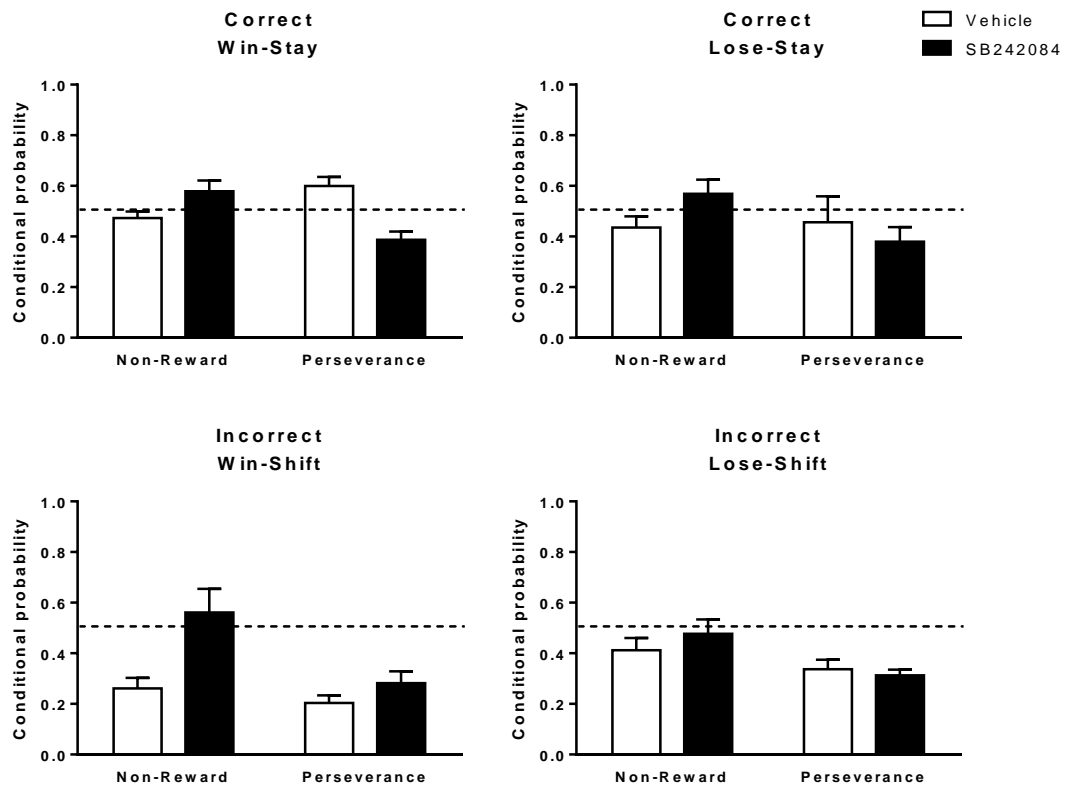 Correct
Win-Stay
Correct
Lose-Stay
Vehicle
SB242084
Conditional probability
1.0
0.8
0.6
0.4
0.2
0.0
Non-Reward Perseverance
Conditional probability
1.0
0.8
0.6
0.4
0.2
0.0
Non-Reward Perseverance
Incorrect
Win-Shift
Incorrect
Lose-Shift
Conditional probability
1.0
0.8
0.6
0.4
0.2
0.0
Non-Reward Perseverance
Conditional probability
1.0
0.8
0.6
0.4
0.2
0.0
Non-Reward Perseverance